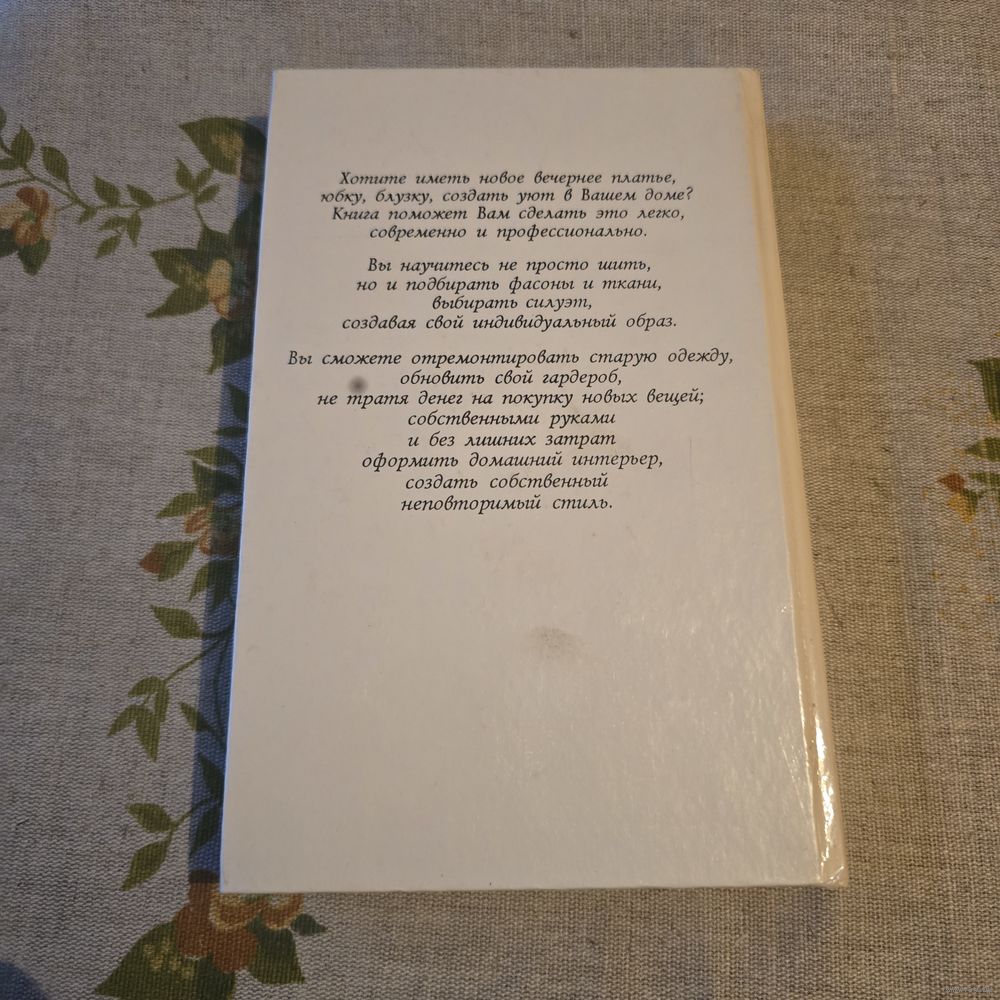 Хотите иметь новое вечернее платье,
юбку, блузку, создать уют в Вашем доме?
Книга поможет Вам сделать это легко,
современно и профессионально.
Вы научитесь не просто шить,
но и подбирать фасоны и ткани,
выбирать силуэт,
создавая свой индивидуальный образ.
Вы сможете отремонтировать старую одежду,
обновить свой гардероб,
не тратя денег на покупку новых вещей;
собственными руками
и без лишних затрат
оформить домашний интерьер,
создать собственный
неповторимый стиль.